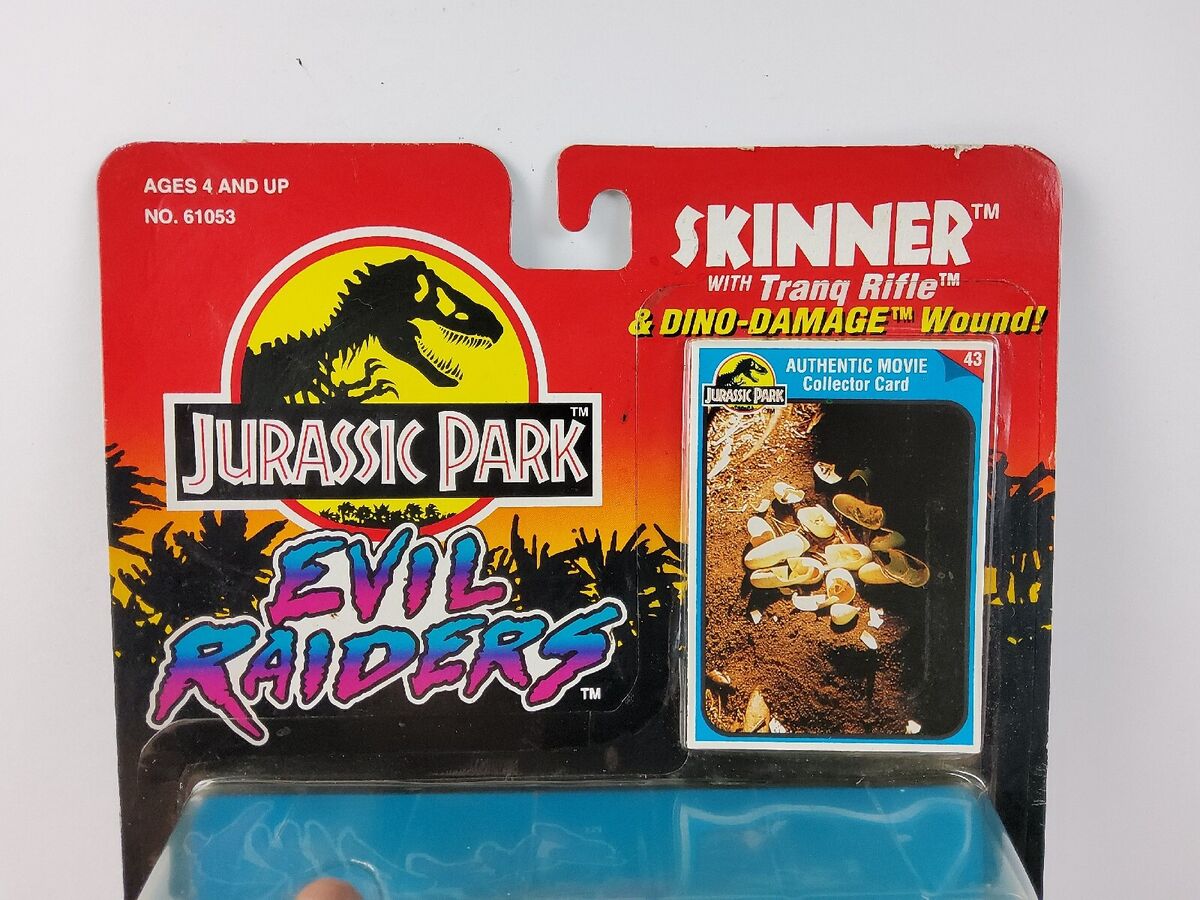 AGES 4 AND UP
NO. 61053
JURASSIC PARK™
EVIL
RAIDERS™
SKINNER™
WITH Tranq Rifle™
& DINO-DAMAGE™ Wound!
AUTHENTIC MOVIE
Collector Card
43
JURASSIC PARK